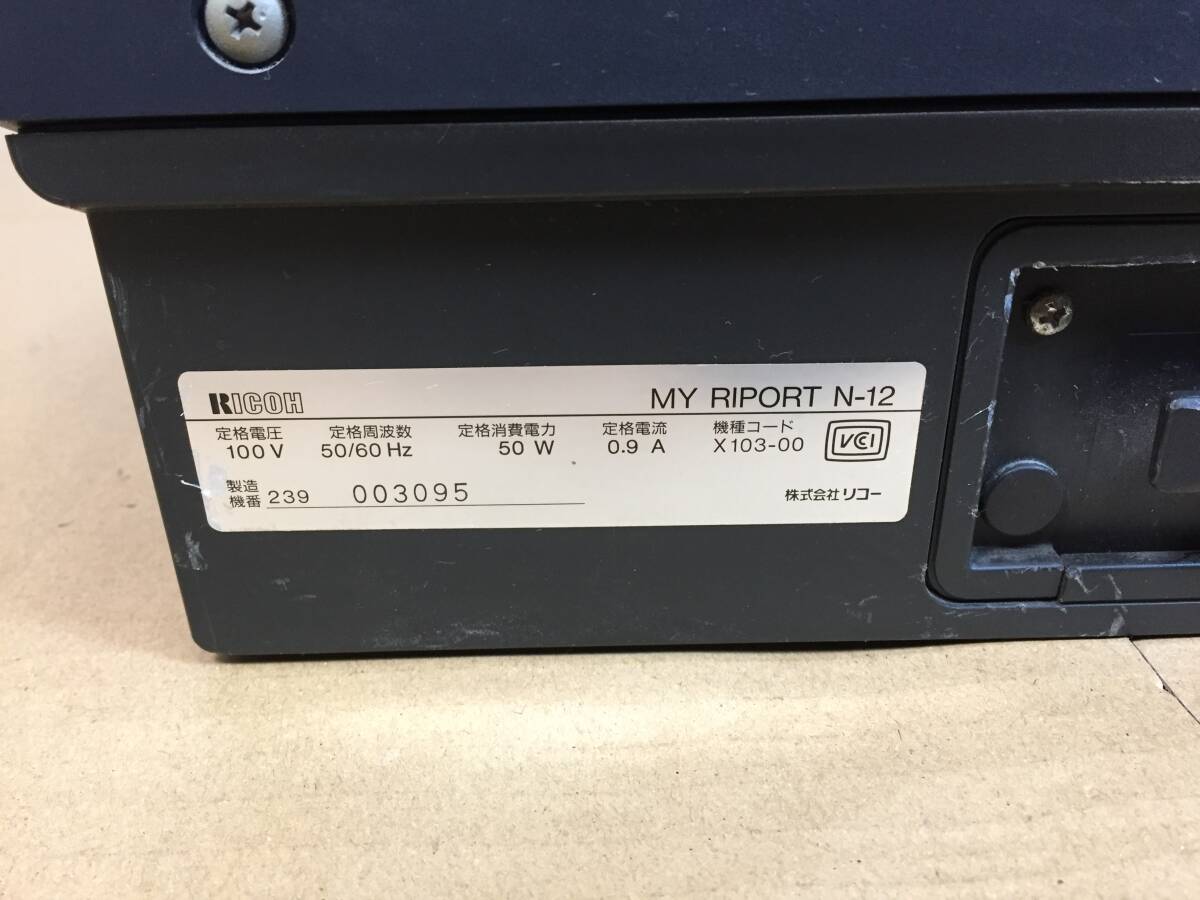 RICOH MY RIPORT N-12
定格電圧 定格周波数 定格消費電力 定格電流 機種コード
100 V 50/60 Hz 50 W 0.9 A X103-00 VCCI
製造
機番 239 003095
株式会社 リコー